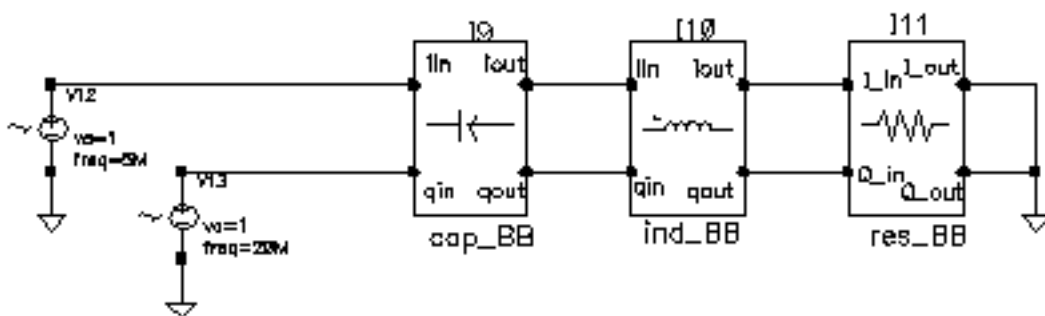 I9 I10 I11
Iin Iout IIn Iout I_in I_out
V12
va=1
freq=5M
V13
va=1
freq=20M
qin qout qin qout Q_in Q_out
cap_BB ind_BB res_BB